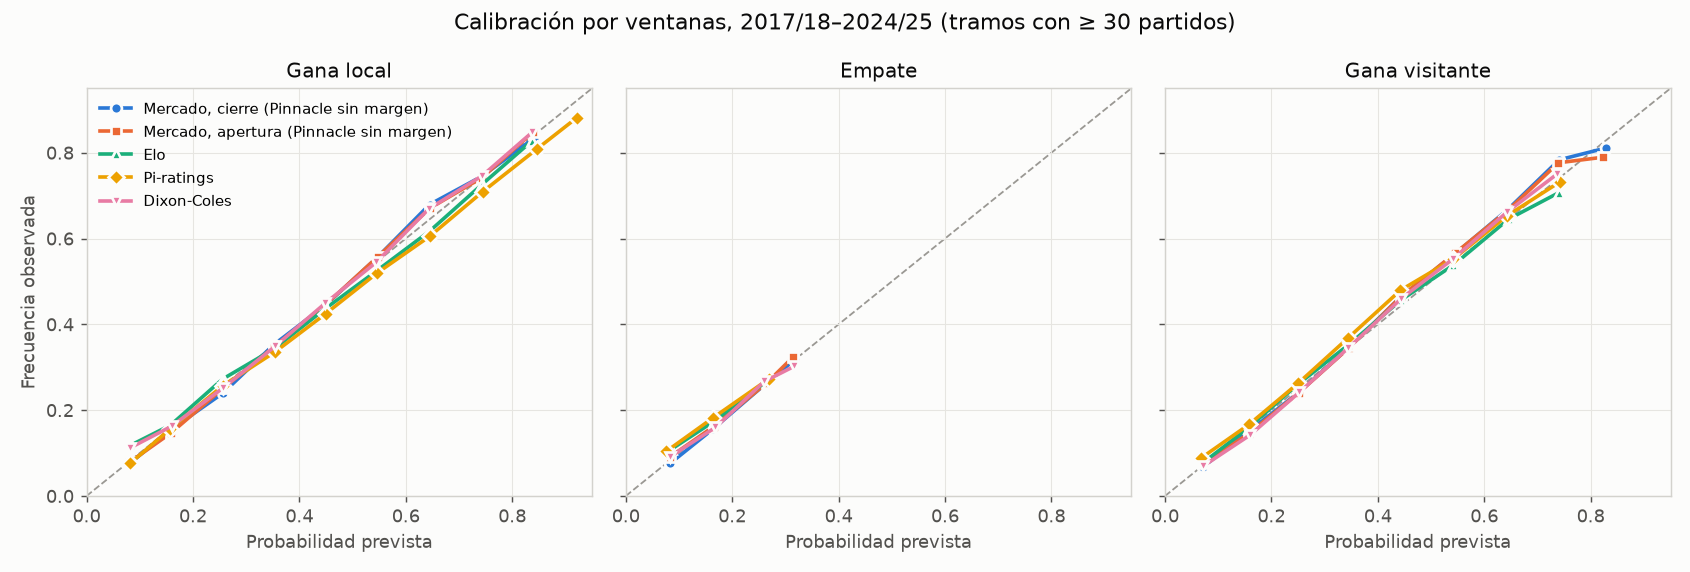 Calibración por ventanas, 2017/18–2024/25 (tramos con ≥ 30 partidos)
Gana local
Empate
Gana visitante
Mercado, cierre (Pinnacle sin margen)
Mercado, apertura (Pinnacle sin margen)
Elo
Pi-ratings
Dixon-Coles
Frecuencia observada
0.8
0.6
0.4
0.2
0.0
0.0 0.2 0.4 0.6 0.8
0.0 0.2 0.4 0.6 0.8
0.0 0.2 0.4 0.6 0.8
Probabilidad prevista
Probabilidad prevista
Probabilidad prevista